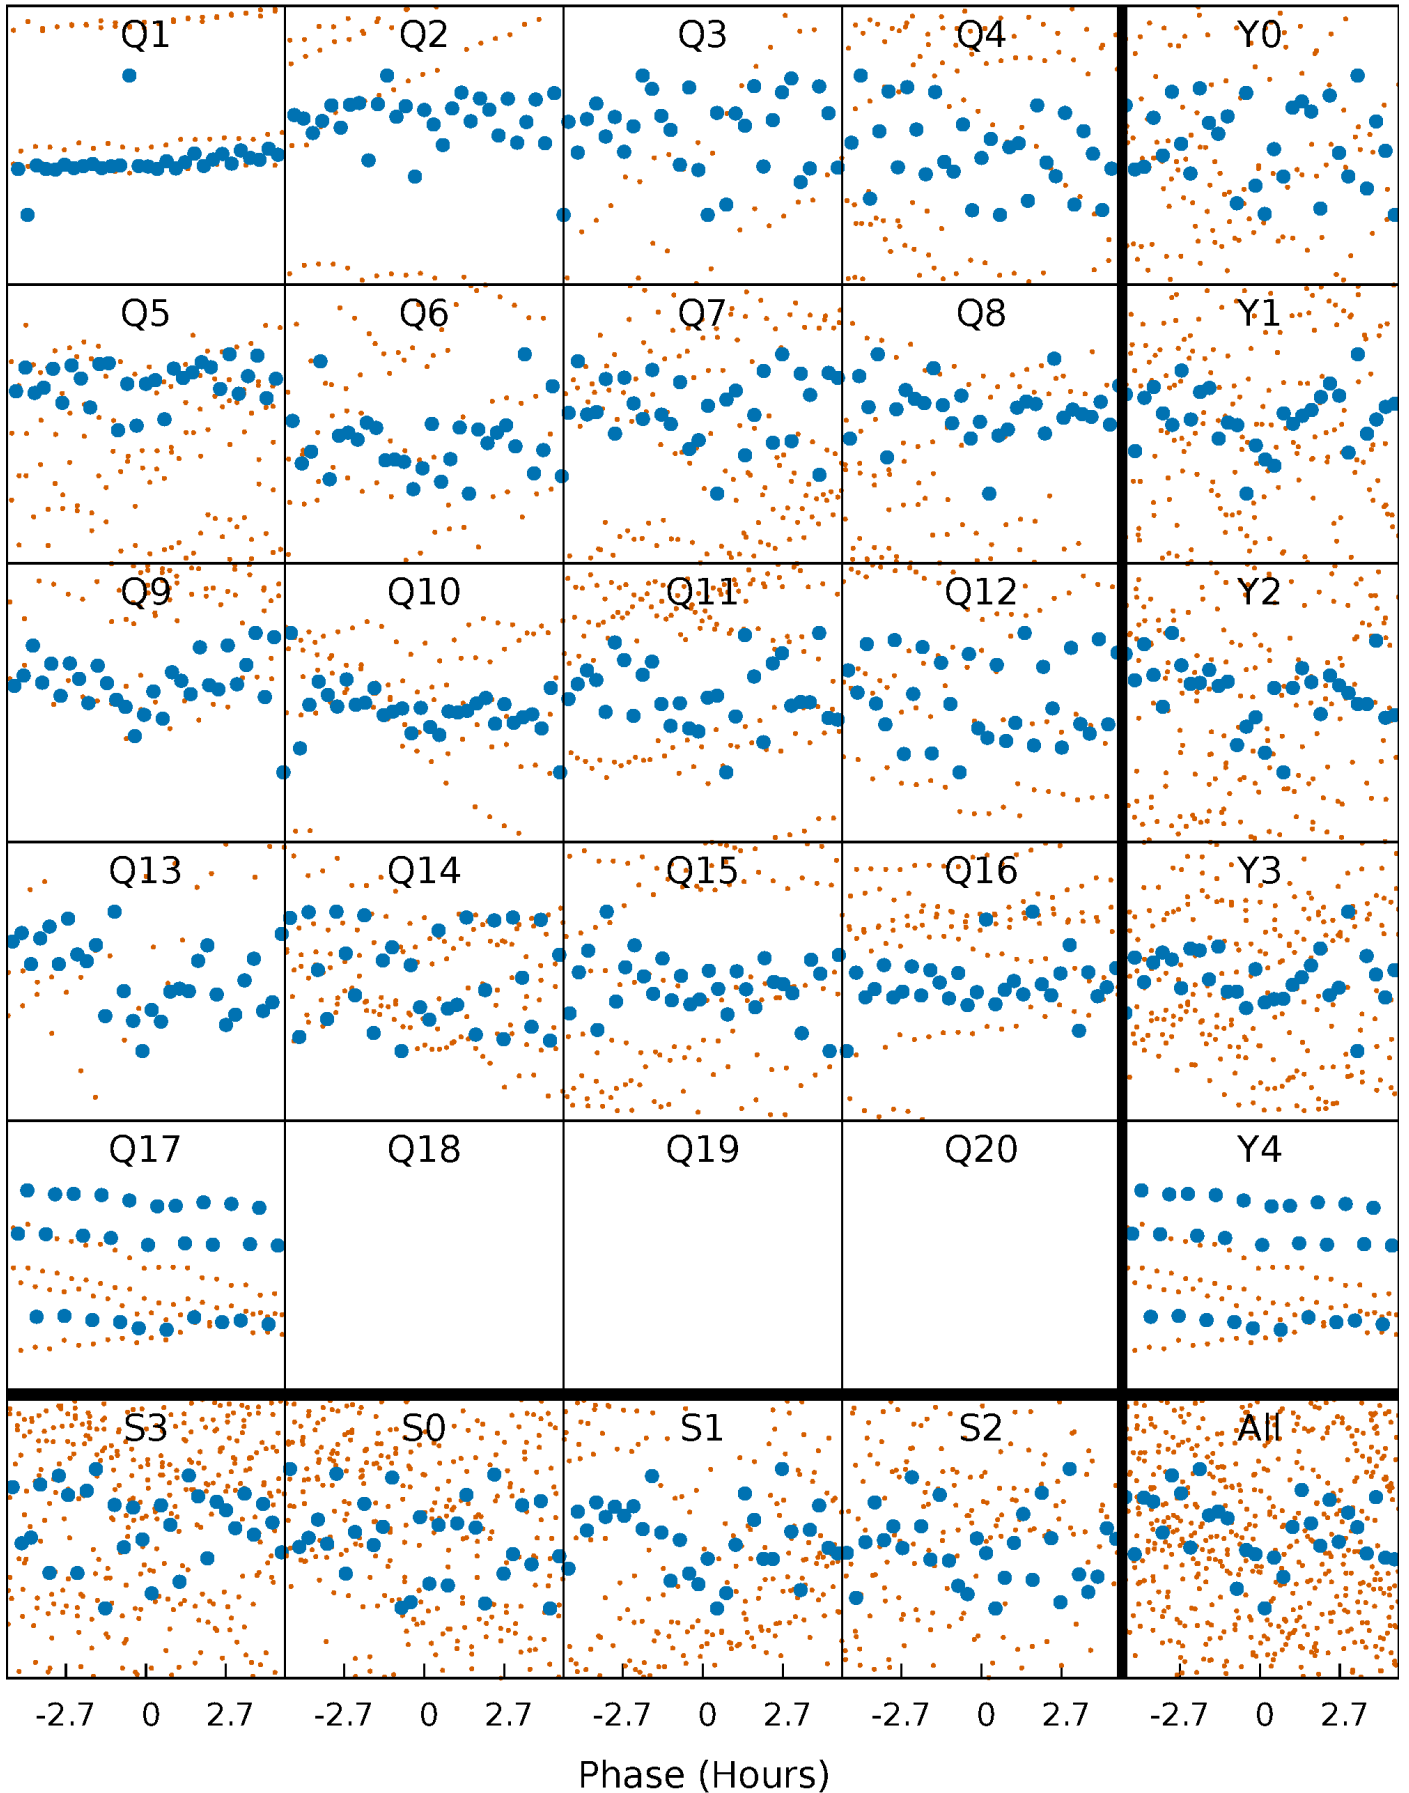 Q1 Q2 Q3 Q4 Y0
Q5 Q6 Q7 Q8 Y1
Q9 Q10 Q11 Q12 Y2
Q13 Q14 Q15 Q16 Y3
Q17 Q18 Q19 Q20 Y4
S3 S0 S1 S2 All
-2.7 0 2.7 -2.7 0 2.7 -2.7 0 2.7 -2.7 0 2.7 -2.7 0 2.7
Phase (Hours)